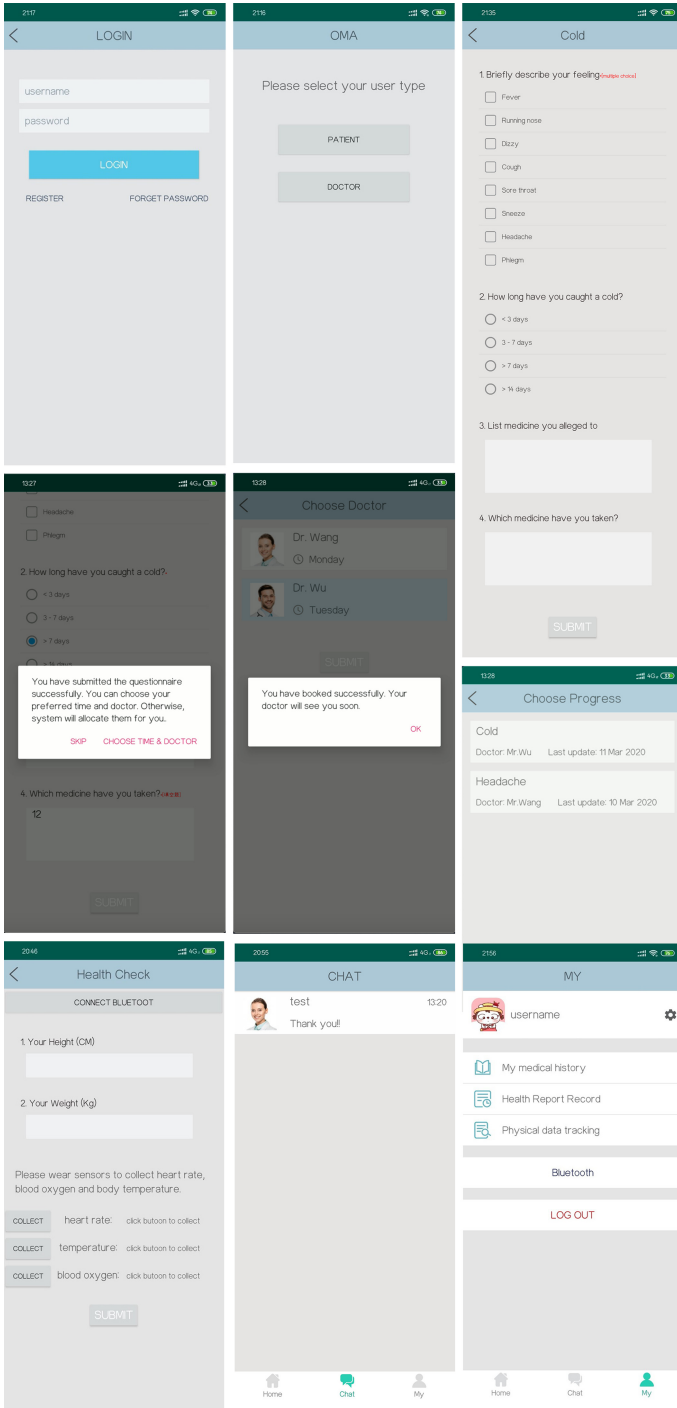 21:17
LOGIN
username
password
LOGIN
REGISTER FORGET PASSWORD
21:16
OMA
Please select your user type
PATIENT
DOCTOR
21:35
Cold
1. Briefly describe your feeling(multiple choice)
Fever
Running nose
Dizzy
Cough
Sore throat
Sneeze
Headache
Phlegm
2. How long have you caught a cold?
< 3 days
3 - 7 days
> 7 days
> 14 days
3. List medicine you alleged to
4. Which medicine have you taken?
SUBMIT
13:27 4G
Headache
Phlegm
2. How long have you caught a cold?
< 3 days
3 - 7 days
> 7 days
> 14 days
You have submitted the questionnaire
successfully. You can choose your
preferred time and doctor. Otherwise,
system will allocate them for you.
SKIP CHOOSE TIME & DOCTOR
4. Which medicine have you taken?
12
SUBMIT
13:28 4G
Choose Doctor
Dr. Wang
Monday
Dr. Wu
Tuesday
SUBMIT
You have booked successfully. Your
doctor will see you soon.
OK
13:28 4G
Choose Progress
Cold
Doctor: Mr.Wu Last update: 11 Mar 2020
Headache
Doctor: Mr.Wang Last update: 10 Mar 2020
20:46 4G
Health Check
CONNECT BLUETOOT
1. Your Height (CM)
2. Your Weight (Kg)
Please wear sensors to collect heart rate,
blood oxygen and body temperature.
COLLECT heart rate: click butoon to collect
COLLECT temperature: click butoon to collect
COLLECT blood oxygen: click butoon to collect
SUBMIT
20:55 4G
CHAT
test 13:20
Thank you!!
Home Chat My
21:56
MY
username
My medical history
Health Report Record
Physical data tracking
Bluetooth
LOG OUT
Home Chat My